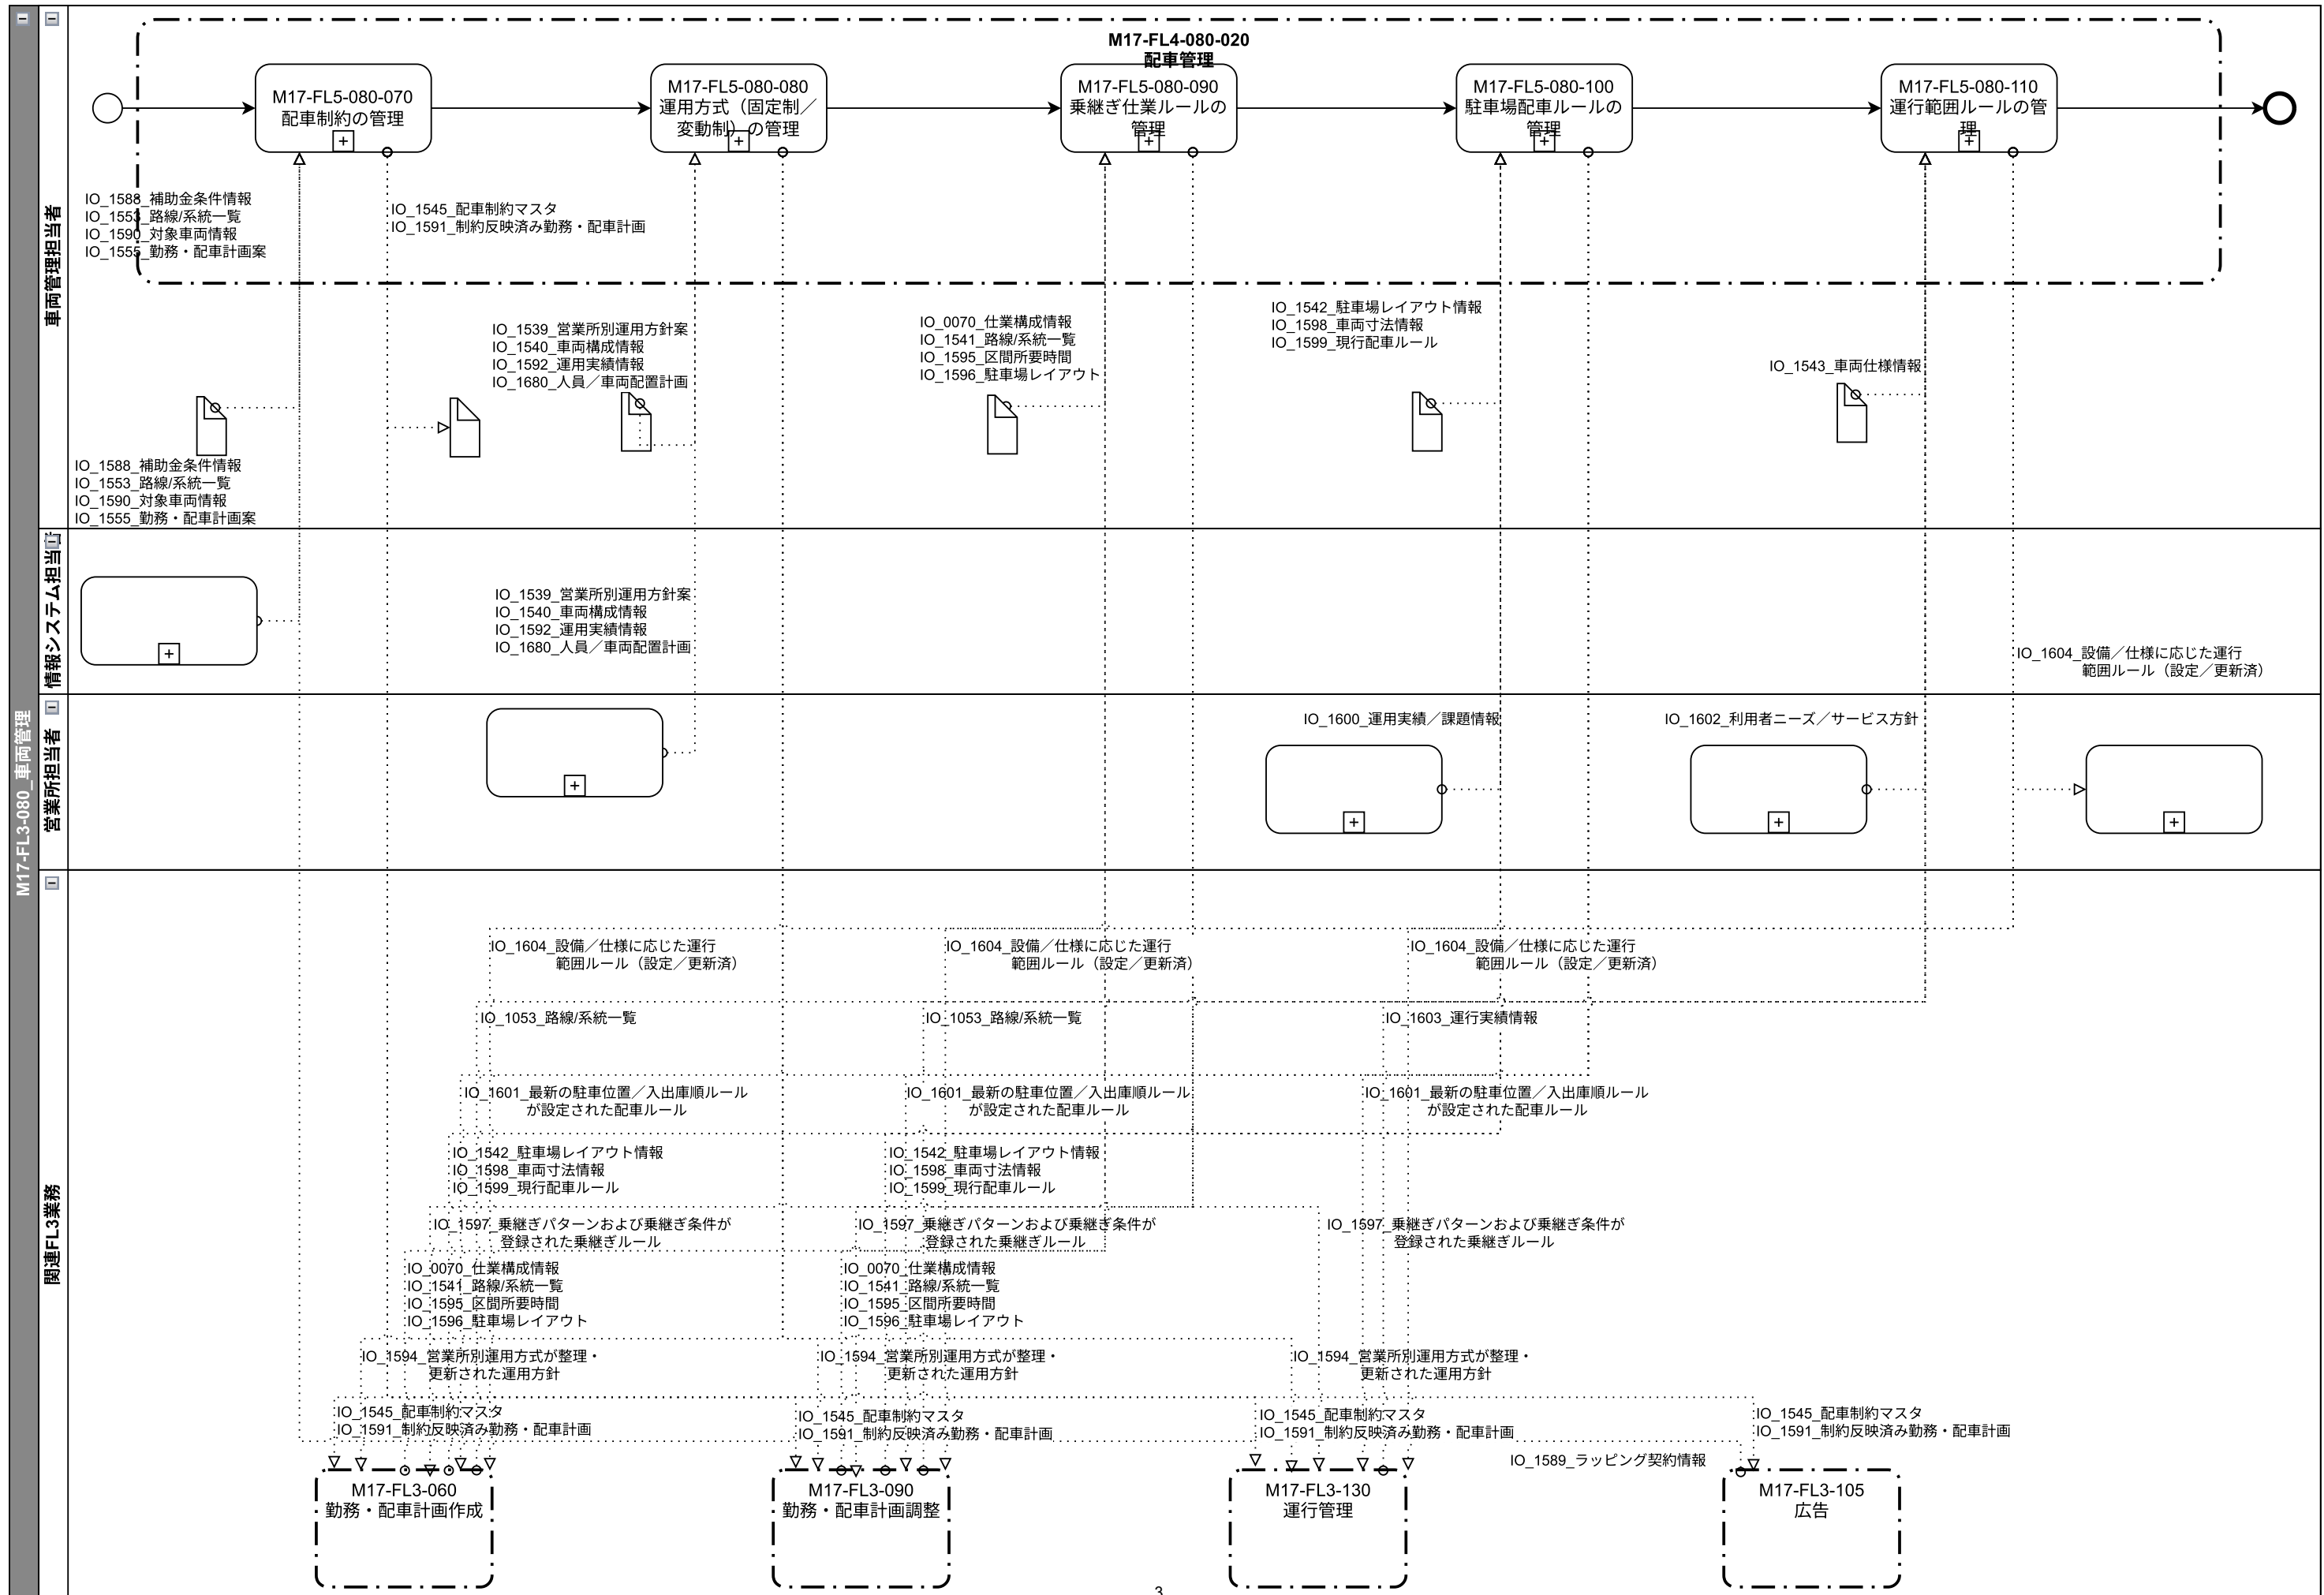 M17-FL3-080_車両管理
車両管理担当者
M17-FL4-080-020
配車管理
M17-FL5-080-070
配車制約の管理
M17-FL5-080-080
運用方式（固定制／
変動制）の管理
M17-FL5-080-090
乗継ぎ仕業ルールの
管理
M17-FL5-080-100
駐車場配車ルールの
管理
M17-FL5-080-110
運行範囲ルールの管
理
IO_1588_補助金条件情報
IO_1553_路線/系統一覧
IO_1590_対象車両情報
IO_1555_勤務・配車計画案
IO_1545_配車制約マスタ
IO_1591_制約反映済み勤務・配車計画
IO_1539_営業所別運用方針案
IO_1540_車両構成情報
IO_1592_運用実績情報
IO_1680_人員／車両配置計画
IO_0070_仕業構成情報
IO_1541_路線/系統一覧
IO_1595_区間所要時間
IO_1596_駐車場レイアウト
IO_1542_駐車場レイアウト情報
IO_1598_車両寸法情報
IO_1599_現行配車ルール
IO_1543_車両仕様情報
IO_1588_補助金条件情報
IO_1553_路線/系統一覧
IO_1590_対象車両情報
IO_1555_勤務・配車計画案
情報システム担当
IO_1539_営業所別運用方針案
IO_1540_車両構成情報
IO_1592_運用実績情報
IO_1680_人員／車両配置計画
IO_1604_設備／仕様に応じた運行
範囲ルール（設定／更新済）
営業所担当者
IO_1600_運用実績／課題情報
IO_1602_利用者ニーズ／サービス方針
関連FL3業務
IO_1604_設備／仕様に応じた運行
範囲ルール（設定／更新済）
IO_1604_設備／仕様に応じた運行
範囲ルール（設定／更新済）
IO_1604_設備／仕様に応じた運行
範囲ルール（設定／更新済）
IO_1053_路線/系統一覧
IO_1053_路線/系統一覧
IO_1603_運行実績情報
IO_1601_最新の駐車位置／入出庫順ルール
が設定された配車ルール
IO_1601_最新の駐車位置／入出庫順ルール
が設定された配車ルール
IO_1601_最新の駐車位置／入出庫順ルール
が設定された配車ルール
IO_1542_駐車場レイアウト情報
IO_1598_車両寸法情報
IO_1599_現行配車ルール
IO_1542_駐車場レイアウト情報
IO_1598_車両寸法情報
IO_1599_現行配車ルール
IO_1597_乗継ぎパターンおよび乗継ぎ条件が
登録された乗継ぎルール
IO_1597_乗継ぎパターンおよび乗継ぎ条件が
登録された乗継ぎルール
IO_1597_乗継ぎパターンおよび乗継ぎ条件が
登録された乗継ぎルール
IO_0070_仕業構成情報
IO_1541_路線/系統一覧
IO_1595_区間所要時間
IO_1596_駐車場レイアウト
IO_0070_仕業構成情報
IO_1541_路線/系統一覧
IO_1595_区間所要時間
IO_1596_駐車場レイアウト
IO_1594_営業所別運用方式が整理・
更新された運用方針
IO_1594_営業所別運用方式が整理・
更新された運用方針
IO_1594_営業所別運用方式が整理・
更新された運用方針
IO_1545_配車制約マスタ
IO_1591_制約反映済み勤務・配車計画
IO_1545_配車制約マスタ
IO_1591_制約反映済み勤務・配車計画
IO_1545_配車制約マスタ
IO_1591_制約反映済み勤務・配車計画
IO_1545_配車制約マスタ
IO_1591_制約反映済み勤務・配車計画
IO_1589_ラッピング契約情報
M17-FL3-060
勤務・配車計画作成
M17-FL3-090
勤務・配車計画調整
M17-FL3-130
運行管理
M17-FL3-105
広告
3